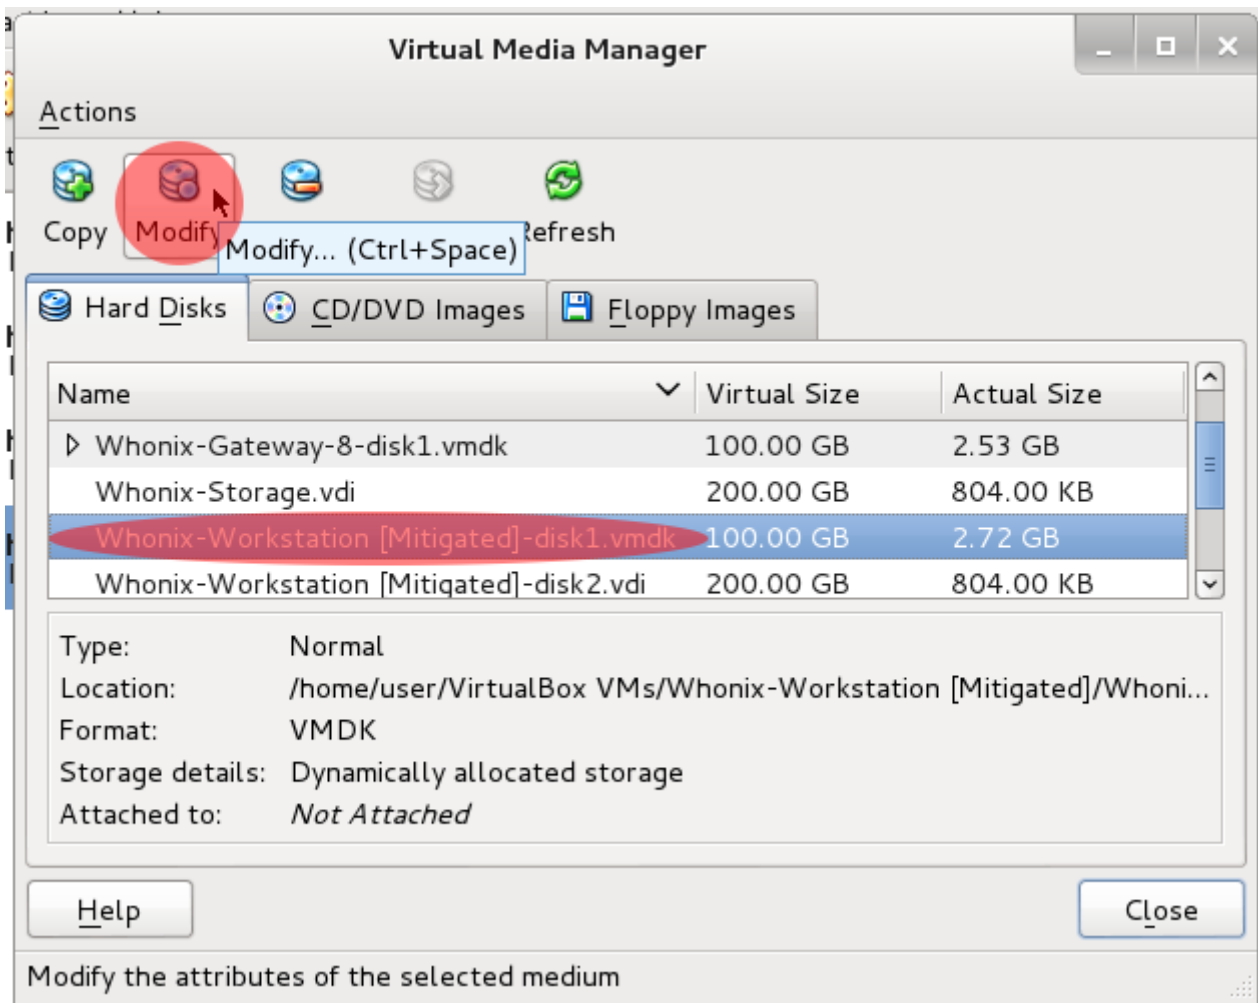 Virtual Media Manager
Actions
Copy Modify Refresh
Modify... (Ctrl+Space)
Hard Disks CD/DVD Images Floppy Images
Name Virtual Size Actual Size
Whonix-Gateway-8-disk1.vmdk 100.00 GB 2.53 GB
Whonix-Storage.vdi 200.00 GB 804.00 KB
Whonix-Workstation [Mitigated]-disk1.vmdk 100.00 GB 2.72 GB
Whonix-Workstation [Mitigated]-disk2.vdi 200.00 GB 804.00 KB
Type: Normal
Location: /home/user/VirtualBox VMs/Whonix-Workstation [Mitigated]/Whoni...
Format: VMDK
Storage details: Dynamically allocated storage
Attached to: Not Attached
Help Close
Modify the attributes of the selected medium